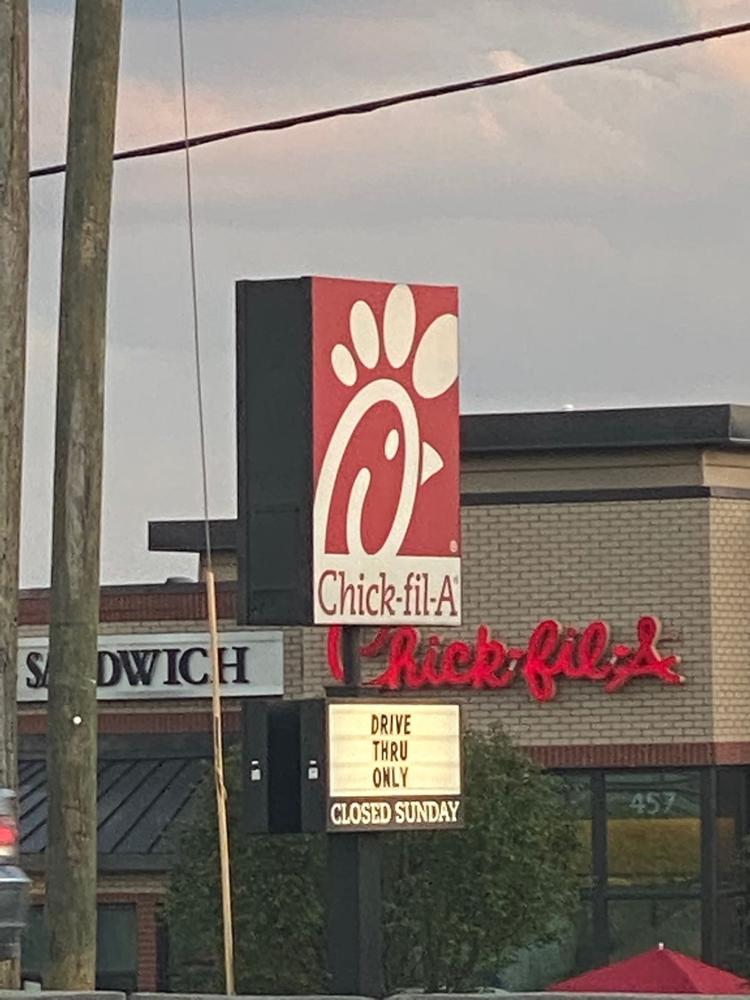 Chick-fil-A
SANDWICH
Chick-fil-A
DRIVE
THRU
ONLY
CLOSED SUNDAY
457